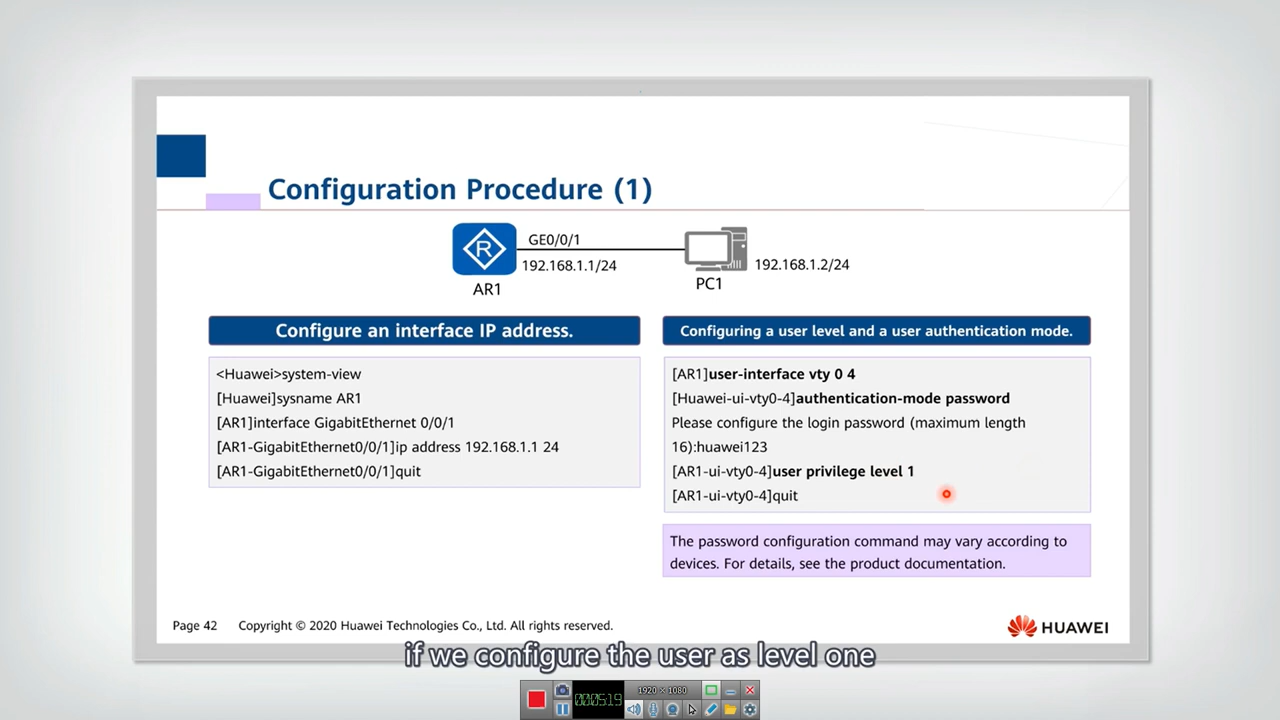 Configuration Procedure (1)
R
GE0/0/1
192.168.1.1/24
192.168.1.2/24
AR1
PC1
Configure an interface IP address.
<Huawei>system-view
[Huawei]sysname AR1
[AR1]interface GigabitEthernet 0/0/1
[AR1-GigabitEthernet0/0/1]ip address 192.168.1.1 24
[AR1-GigabitEthernet0/0/1]quit
Configuring a user level and a user authentication mode.
[AR1]user-interface vty 0 4
[Huawei-ui-vty0-4]authentication-mode password
Please configure the login password (maximum length
16):huawei123
[AR1-ui-vty0-4]user privilege level 1
[AR1-ui-vty0-4]quit
The password configuration command may vary according to
devices. For details, see the product documentation.
Page 42 Copyright © 2020 Huawei Technologies Co., Ltd. All rights reserved.
HUAWEI
if we configure the user as level one
000519
1920 × 1080